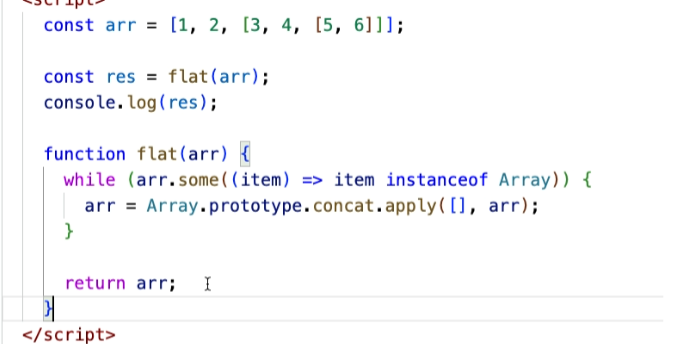 <script>
const arr = [1, 2, [3, 4, [5, 6]]];
const res = flat(arr);
console.log(res);
function flat(arr) {
while (arr.some((item) => item instanceof Array)) {
arr = Array.prototype.concat.apply([], arr);
}
return arr;
}
</script>